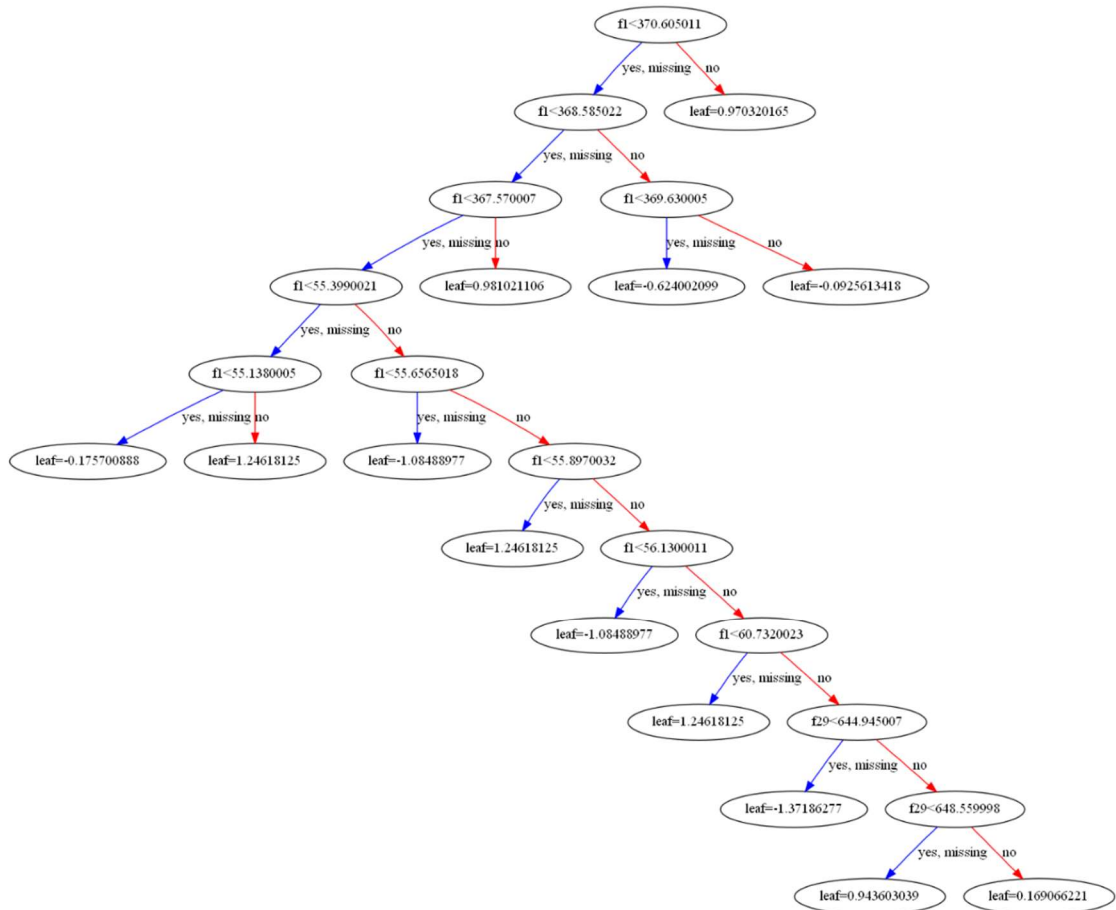 f1<370.605011
yes, missing no
f1<368.585022 leaf=0.970320165
yes, missing no
f1<367.570007 f1<369.630005
yes, missing no yes, missing no
f1<55.3990021 leaf=0.981021106 leaf=-0.624002099 leaf=-0.0925613418
yes, missing no
f1<55.1380005 f1<55.6565018
yes, missing no yes, missing no
leaf=-0.175700888 leaf=1.24618125 leaf=-1.08488977 f1<55.8970032
yes, missing no
leaf=1.24618125 f1<56.1300011
yes, missing no
leaf=-1.08488977 f1<60.7320023
yes, missing no
leaf=1.24618125 f29<644.945007
yes, missing no
leaf=-1.37186277 f29<648.559998
yes, missing no
leaf=0.943603039 leaf=0.169066221